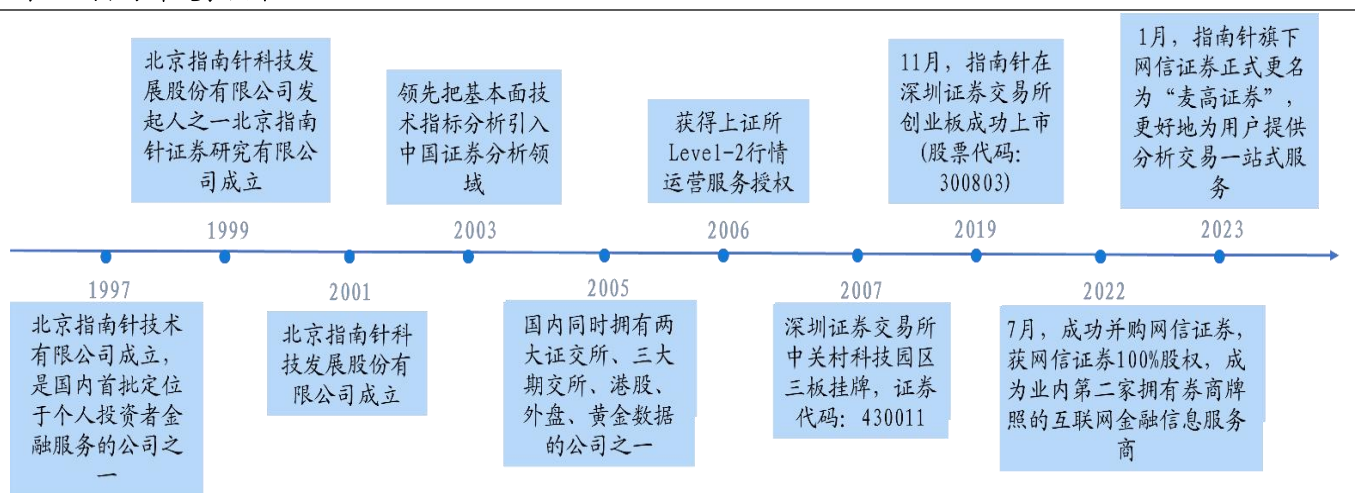 北京指南针科技发
展股份有限公司发
起人之一北京指南
针证券研究有限公
司成立
领先把基本面技
术指标分析引入
中国证券分析领
域
获得上证所
Level-2行情
运营服务授权
11月，指南针在
深圳证券交易所
创业板成功上市
(股票代码：
300803)
1月，指南针旗下
网信证券正式更名
为“麦高证券”，
更好地为用户提供
分析交易一站式服
务
1999
2003
2006
2019
2023
1997
2001
2005
2007
2022
北京指南针技术
有限公司成立，
是国内首批定位
于个人投资者金
融服务的公司之
一
北京指南针科
技发展股份有
限公司成立
国内同时拥有两
大证交所、三大
期交所、港股、
外盘、黄金数据
的公司之一
深圳证券交易所
中关村科技园区
三板挂牌，证券
代码：430011
7月，成功并购网信证券，
获网信证券100%股权，成
为业内第二家拥有券商牌
照的互联网金融信息服务
商